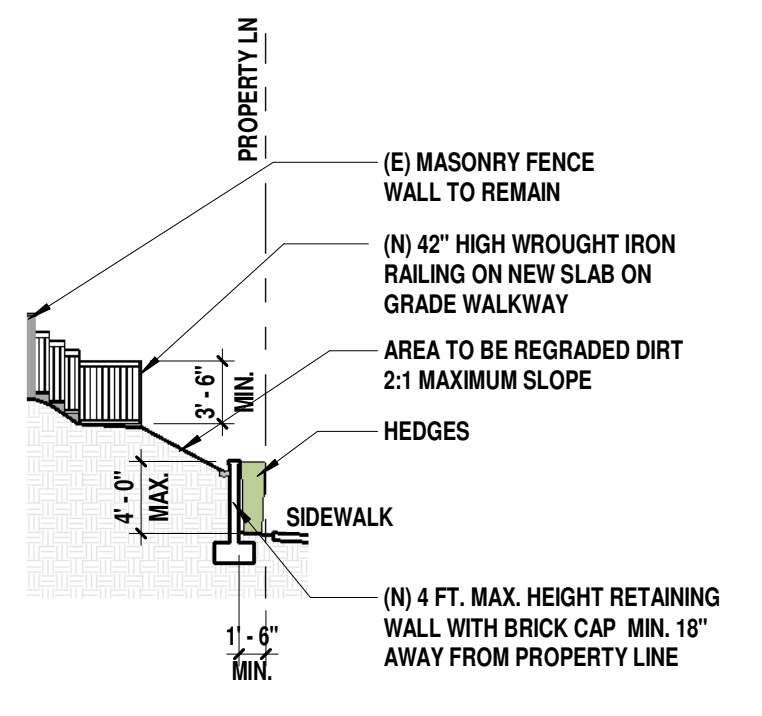 PROPERTY LN
(E) MASONRY FENCE
WALL TO REMAIN
(N) 42" HIGH WROUGHT IRON
RAILING ON NEW SLAB ON
GRADE WALKWAY
AREA TO BE REGRADED DIRT
2:1 MAXIMUM SLOPE
3' - 6"
MIN.
HEDGES
4' - 0"
MAX.
SIDEWALK
(N) 4 FT. MAX. HEIGHT RETAINING
WALL WITH BRICK CAP MIN. 18"
AWAY FROM PROPERTY LINE
1' - 6"
MIN.